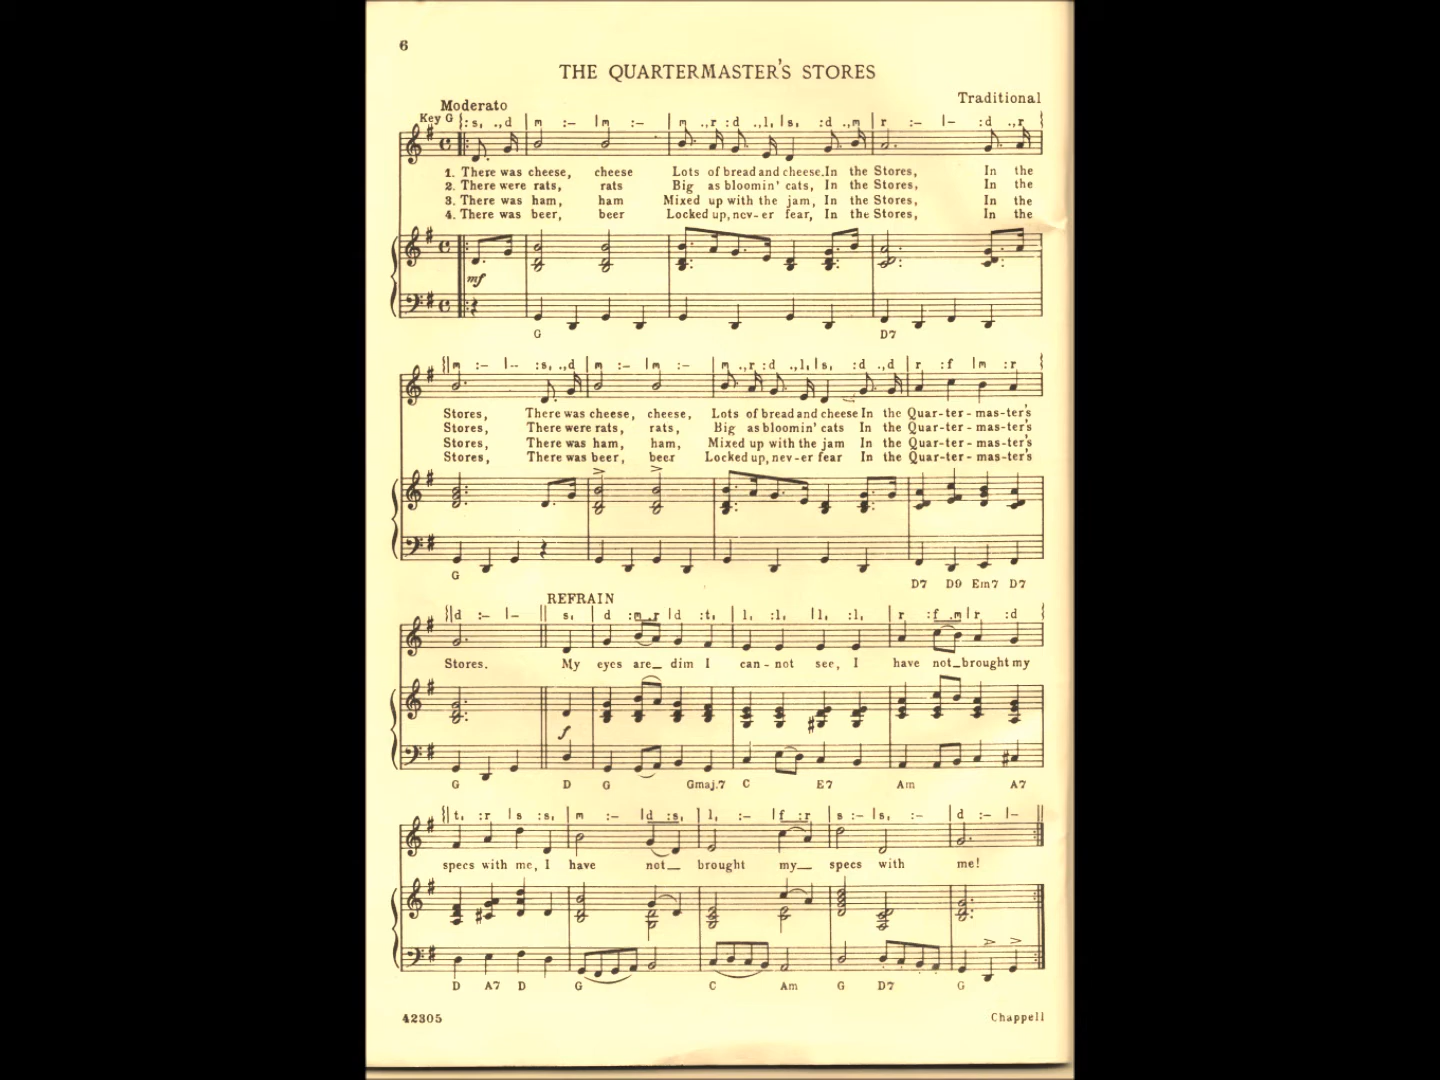 6
THE QUARTERMASTER'S STORES
Traditional
Moderato
Key G {|: s, .,d | m :– | m :– | m .,r : d .,l, | s, : d .,m | r :– | – : d .,r }
1. There was cheese, cheese Lots of bread and cheese. In the Stores, In the
2. There were rats, rats Big as bloomin' cats, In the Stores, In the
3. There was ham, ham Mixed up with the jam, In the Stores, In the
4. There was beer, beer Locked up, nev-er fear, In the Stores, In the
mf
G D7
{| m :– | – : s, .,d | m :– | m :– | m .,r : d .,l, | s, : d .,d | r : f | m : r }
Stores, There was cheese, cheese, Lots of bread and cheese In the Quar-ter-mas-ter's
Stores, There were rats, rats, Big as bloomin' cats In the Quar-ter-mas-ter's
Stores, There was ham, ham, Mixed up with the jam In the Quar-ter-mas-ter's
Stores, There was beer, beer Locked up, nev-er fear In the Quar-ter-mas-ter's
G D7 D9 Em7 D7
REFRAIN
{| d :– | – || s, | d : m .r | d : t, | l, : l, | l, : l, | r : f .m | r : d }
Stores. My eyes are_ dim I can-not see, I have not_ brought my
f
G D G Gmaj.7 C E7 Am A7
{| t, : r | s : s, | m :– | d : s, | l, :– | f : r | s :– | s, :– | d :– | – ||
specs with me, I have not_ brought my_ specs with me!
D A7 D G C Am G D7 G
42305
Chappell